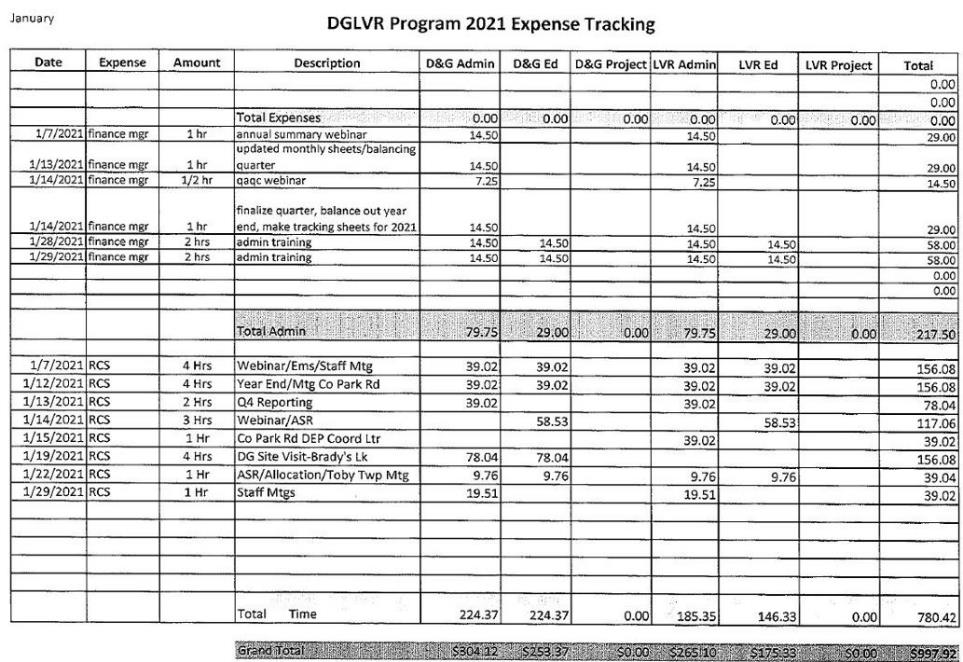 January
DGLVR Program 2021 Expense Tracking
Date Expense Amount Description D&G Admin D&G Ed D&G Project LVR Admin LVR Ed LVR Project Total
0.00
0.00
Total Expenses 0.00 0.00 0.00 0.00 0.00 0.00 0.00
1/7/2021 finance mgr 1 hr annual summary webinar 14.50 14.50 29.00
updated monthly sheets/balancing
1/13/2021 finance mgr 1 hr quarter 14.50 14.50 29.00
1/14/2021 finance mgr 1/2 hr qaqc webinar 7.25 7.25 14.50
finalize quarter, balance out year
1/14/2021 finance mgr 1 hr end, make tracking sheets for 2021 14.50 14.50 29.00
1/28/2021 finance mgr 2 hrs admin training 14.50 14.50 14.50 14.50 58.00
1/29/2021 finance mgr 2 hrs admin training 14.50 14.50 14.50 14.50 58.00
0.00
0.00
Total Admin 79.75 29.00 0.00 79.75 29.00 0.00 217.50
1/7/2021 RCS 4 Hrs Webinar/Ems/Staff Mtg 39.02 39.02 39.02 39.02 156.08
1/12/2021 RCS 4 Hrs Year End/Mtg Co Park Rd 39.02 39.02 39.02 39.02 156.08
1/13/2021 RCS 2 Hrs Q4 Reporting 39.02 39.02 78.04
1/14/2021 RCS 3 Hrs Webinar/ASR 58.53 58.53 117.06
1/15/2021 RCS 1 Hr Co Park Rd DEP Coord Ltr 39.02 39.02
1/19/2021 RCS 4 Hrs DG Site Visit-Brady's Lk 78.04 78.04 156.08
1/22/2021 RCS 1 Hr ASR/Allocation/Toby Twp Mtg 9.76 9.76 9.76 9.76 39.04
1/29/2021 RCS 1 Hr Staff Mtgs 19.51 19.51 39.02
Total Time 224.37 224.37 0.00 185.35 146.33 0.00 780.42
Grand Total $304.12 $253.37 $0.00 $265.10 $175.33 $0.00 $997.92